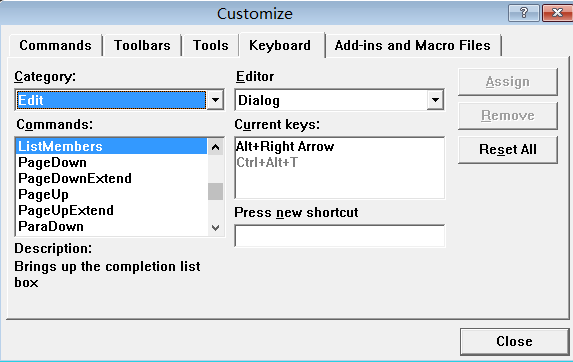 Customize
Commands
Toolbars
Tools
Keyboard
Add-ins and Macro Files
Category:
Edit
Editor
Dialog
Assign
Remove
Reset All
Commands:
ListMembers
PageDown
PageDownExtend
PageUp
PageUpExtend
ParaDown
Current keys:
Alt+Right Arrow
Ctrl+Alt+T
Press new shortcut
Description:
Brings up the completion list
box
Close